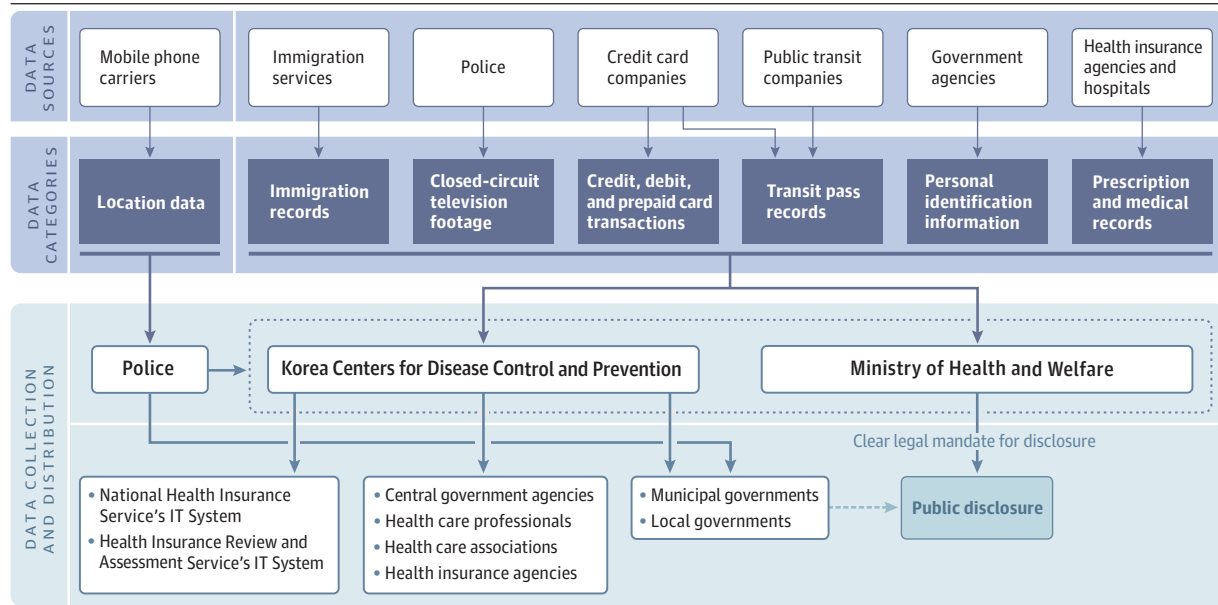 DATA
SOURCES
Mobile phone
carriers
Immigration
services
Police
Credit card
companies
Public transit
companies
Government
agencies
Health insurance
agencies and
hospitals
DATA
CATEGORIES
Location data
Immigration
records
Closed-circuit
television
footage
Credit, debit,
and prepaid card
transactions
Transit pass
records
Personal
identification
information
Prescription
and medical
records
DATA COLLECTION
AND DISTRIBUTION
Police
Korea Centers for Disease Control and Prevention
Ministry of Health and Welfare
Clear legal mandate for disclosure
• National Health Insurance
Service's IT System
• Health Insurance Review and
Assessment Service's IT System
• Central government agencies
• Health care professionals
• Health care associations
• Health insurance agencies
• Municipal governments
• Local governments
Public disclosure